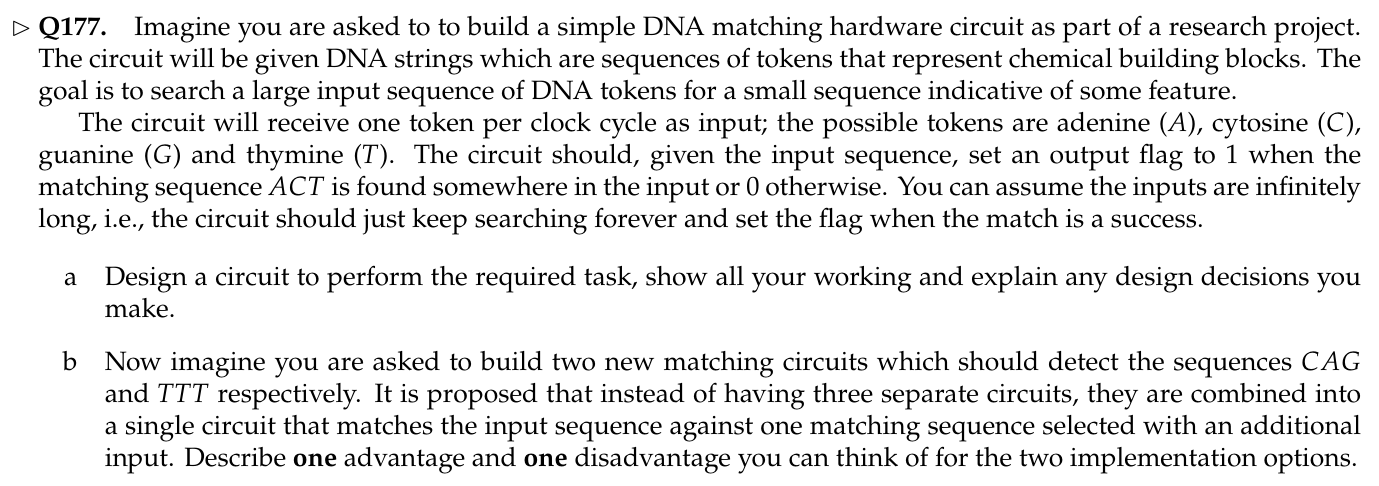 ▷ Q177. Imagine you are asked to to build a simple DNA matching hardware circuit as part of a research project.
The circuit will be given DNA strings which are sequences of tokens that represent chemical building blocks. The
goal is to search a large input sequence of DNA tokens for a small sequence indicative of some feature.
The circuit will receive one token per clock cycle as input; the possible tokens are adenine (A), cytosine (C),
guanine (G) and thymine (T). The circuit should, given the input sequence, set an output flag to 1 when the
matching sequence ACT is found somewhere in the input or 0 otherwise. You can assume the inputs are infinitely
long, i.e., the circuit should just keep searching forever and set the flag when the match is a success.
a Design a circuit to perform the required task, show all your working and explain any design decisions you
make.
b Now imagine you are asked to build two new matching circuits which should detect the sequences CAG
and TTT respectively. It is proposed that instead of having three separate circuits, they are combined into
a single circuit that matches the input sequence against one matching sequence selected with an additional
input. Describe one advantage and one disadvantage you can think of for the two implementation options.